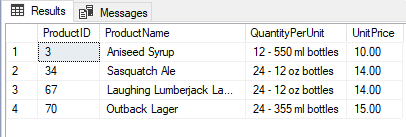 Results Messages
ProductID ProductName QuantityPerUnit UnitPrice
1 3 Aniseed Syrup 12 - 550 ml bottles 10.00
2 34 Sasquatch Ale 24 - 12 oz bottles 14.00
3 67 Laughing Lumberjack La... 24 - 12 oz bottles 14.00
4 70 Outback Lager 24 - 355 ml bottles 15.00